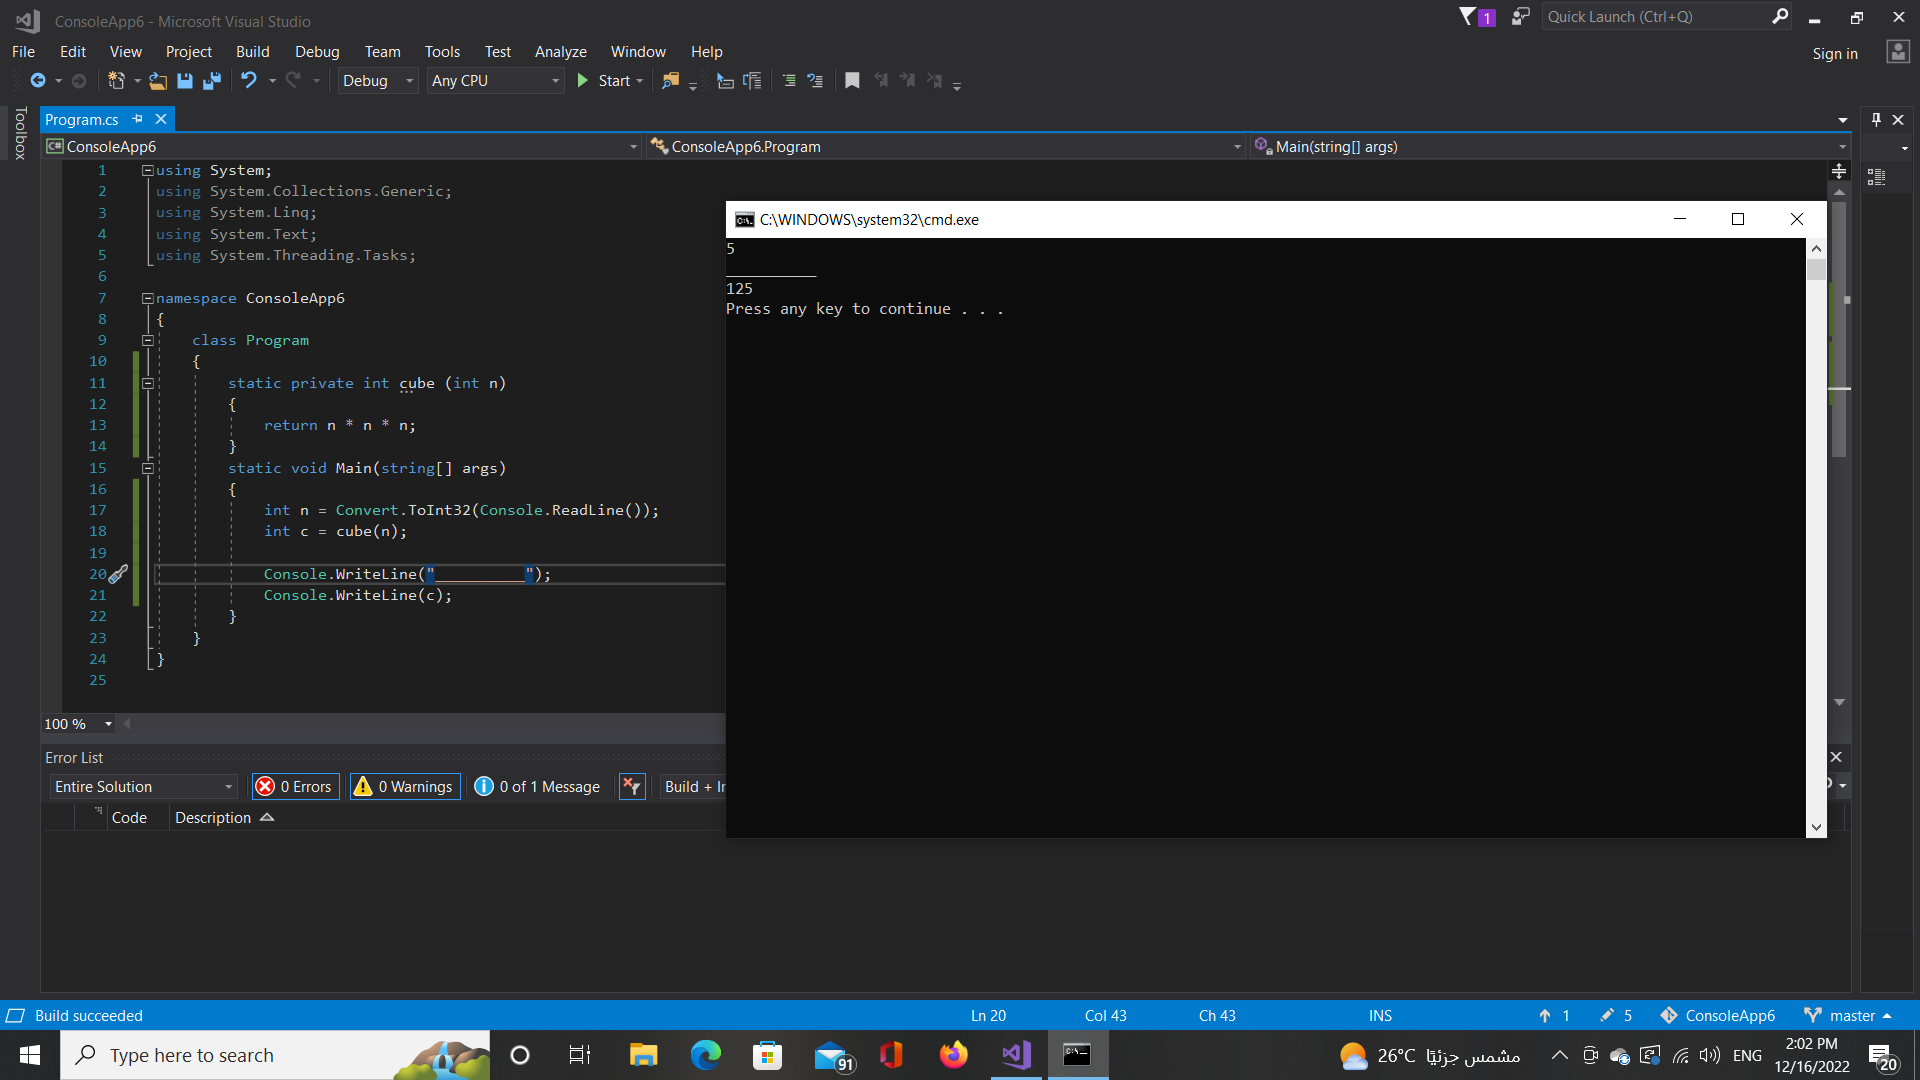 ConsoleApp6 - Microsoft Visual Studio
1
Quick Launch (Ctrl+Q)
File Edit View Project Build Debug Team Tools Test Analyze Window Help
Sign in
Debug Any CPU Start
Toolbox
Program.cs
C# ConsoleApp6
ConsoleApp6.Program
Main(string[] args)
1 using System;
2 using System.Collections.Generic;
3 using System.Linq;
4 using System.Text;
5 using System.Threading.Tasks;
6
7 namespace ConsoleApp6
8 {
9 class Program
10 {
11 static private int cube (int n)
12 {
13 return n * n * n;
14 }
15 static void Main(string[] args)
16 {
17 int n = Convert.ToInt32(Console.ReadLine());
18 int c = cube(n);
19
20 Console.WriteLine("__________");
21 Console.WriteLine(c);
22 }
23 }
24 }
25
100 %
C:\WINDOWS\system32\cmd.exe
5
__________
125
Press any key to continue . . .
Error List
Entire Solution 0 Errors 0 Warnings 0 of 1 Message Build +
Code Description
Build succeeded Ln 20 Col 43 Ch 43 INS 1 5 ConsoleApp6 master
Type here to search
91
26°C مشمس جزئيًا
ENG
2:02 PM
12/16/2022
20